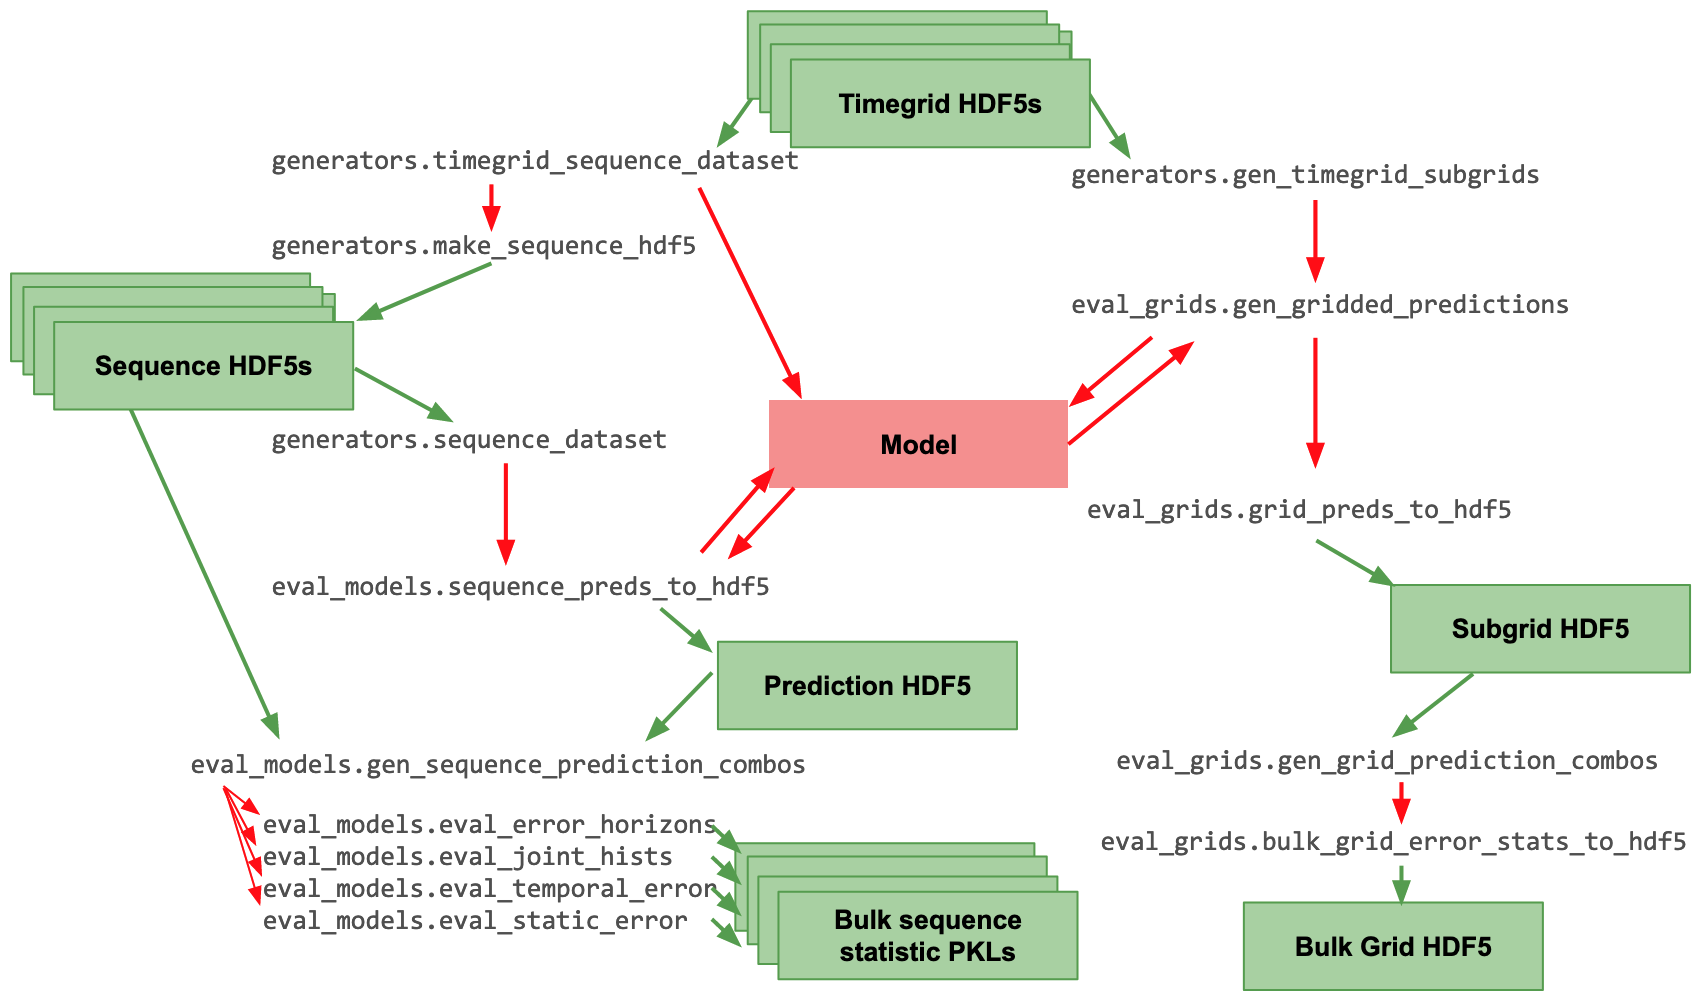 Timegrid HDF5s
generators.timegrid_sequence_dataset
generators.gen_timegrid_subgrids
generators.make_sequence_hdf5
eval_grids.gen_gridded_predictions
Sequence HDF5s
generators.sequence_dataset
Model
eval_grids.grid_preds_to_hdf5
eval_models.sequence_preds_to_hdf5
Subgrid HDF5
Prediction HDF5
eval_models.gen_sequence_prediction_combos
eval_grids.gen_grid_prediction_combos
eval_models.eval_error_horizons
eval_models.eval_joint_hists
eval_models.eval_temporal_error
eval_models.eval_static_error
eval_grids.bulk_grid_error_stats_to_hdf5
Bulk sequence
statistic PKLs
Bulk Grid HDF5